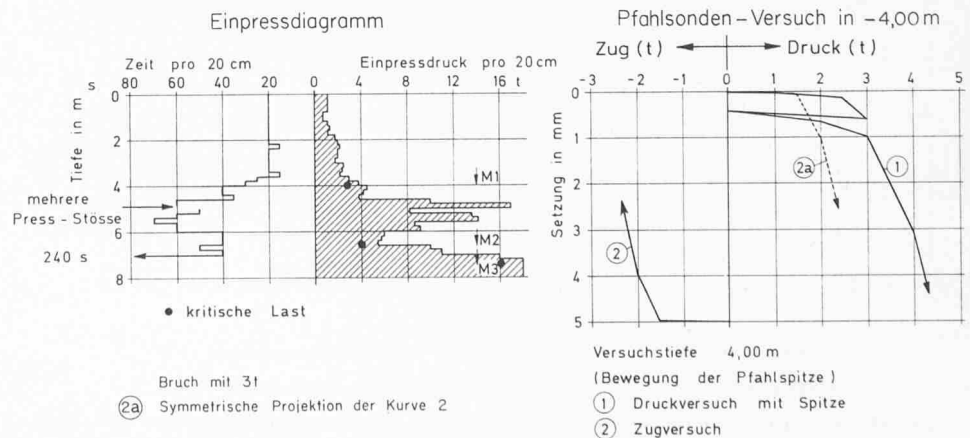 Einpressdiagramm
Pfahlsonden – Versuch in – 4,00 m
Zug (t) Druck (t)
Zeit pro 20 cm
Einpressdruck pro 20 cm
80 60 40 20 s 0 4 8 12 16
-3 -2 -1 0 1 2 3 4 5
Tiefe in m
0
2
4
6
8
mehrere
Press – Stösse
240 s
M1
M2
M3
Setzung in mm
0
1
2
3
4
5
2a
1
2
kritische Last
Bruch mit 3t
2a Symmetrische Projektion der Kurve 2
Versuchstiefe 4,00 m
(Bewegung der Pfahlspitze)
1 Druckversuch mit Spitze
2 Zugversuch